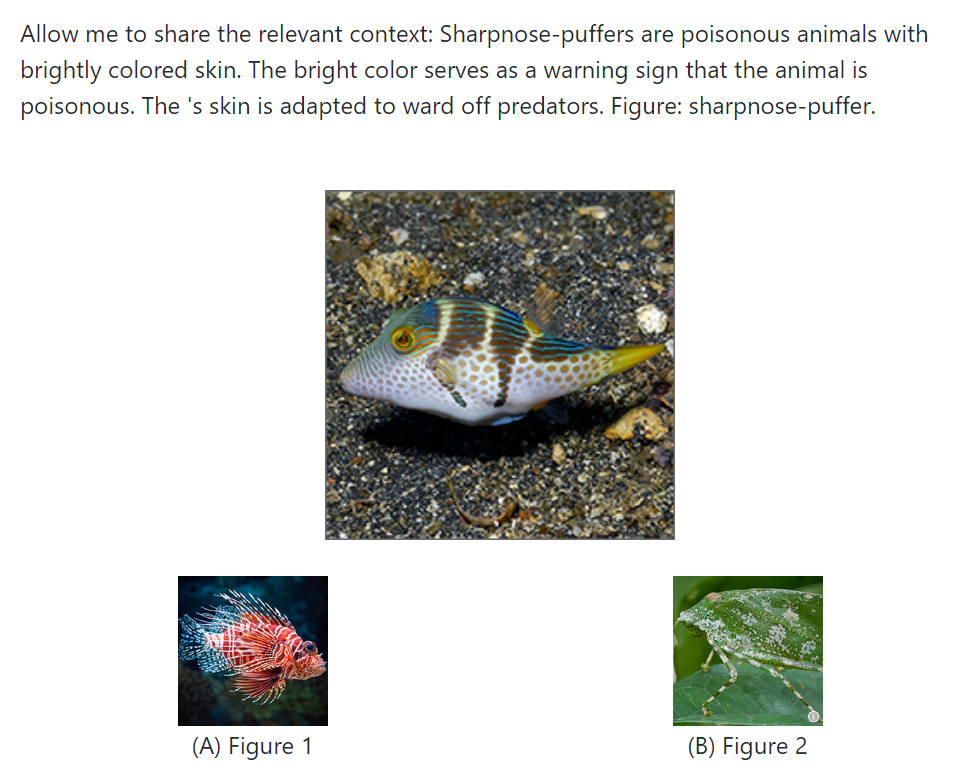 Allow me to share the relevant context: Sharpnose-puffers are poisonous animals with
brightly colored skin. The bright color serves as a warning sign that the animal is
poisonous. The 's skin is adapted to ward off predators. Figure: sharpnose-puffer.
(A) Figure 1
(B) Figure 2